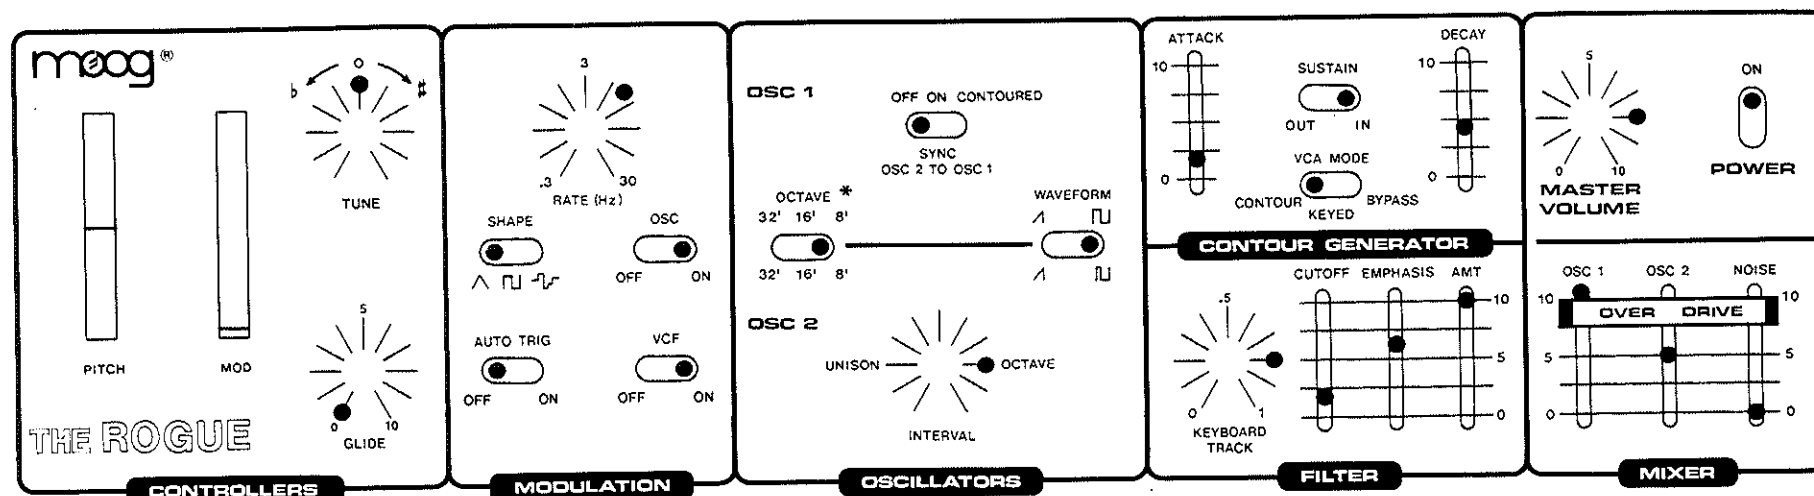 moog®
♭ 0 ♯
TUNE
PITCH
MOD
5
0 10
GLIDE
THE ROGUE
CONTROLLERS
3
.3 30
RATE (Hz)
SHAPE
OSC
OFF ON
AUTO TRIG
OFF ON
VCF
OFF ON
MODULATION
OSC 1
OFF ON CONTOURED
SYNC
OSC 2 TO OSC 1
OCTAVE *
32' 16' 8'
32' 16' 8'
WAVEFORM
OSC 2
UNISON
OCTAVE
INTERVAL
OSCILLATORS
ATTACK
10
0
SUSTAIN
OUT IN
VCA MODE
CONTOUR BYPASS
KEYED
DECAY
10
0
CONTOUR GENERATOR
.5
0 1
KEYBOARD
TRACK
CUTOFF EMPHASIS AMT
10
5
0
FILTER
5
0 10
MASTER
VOLUME
ON
POWER
OSC 1 OSC 2 NOISE
10 10
OVER DRIVE
5 5
0 0
MIXER